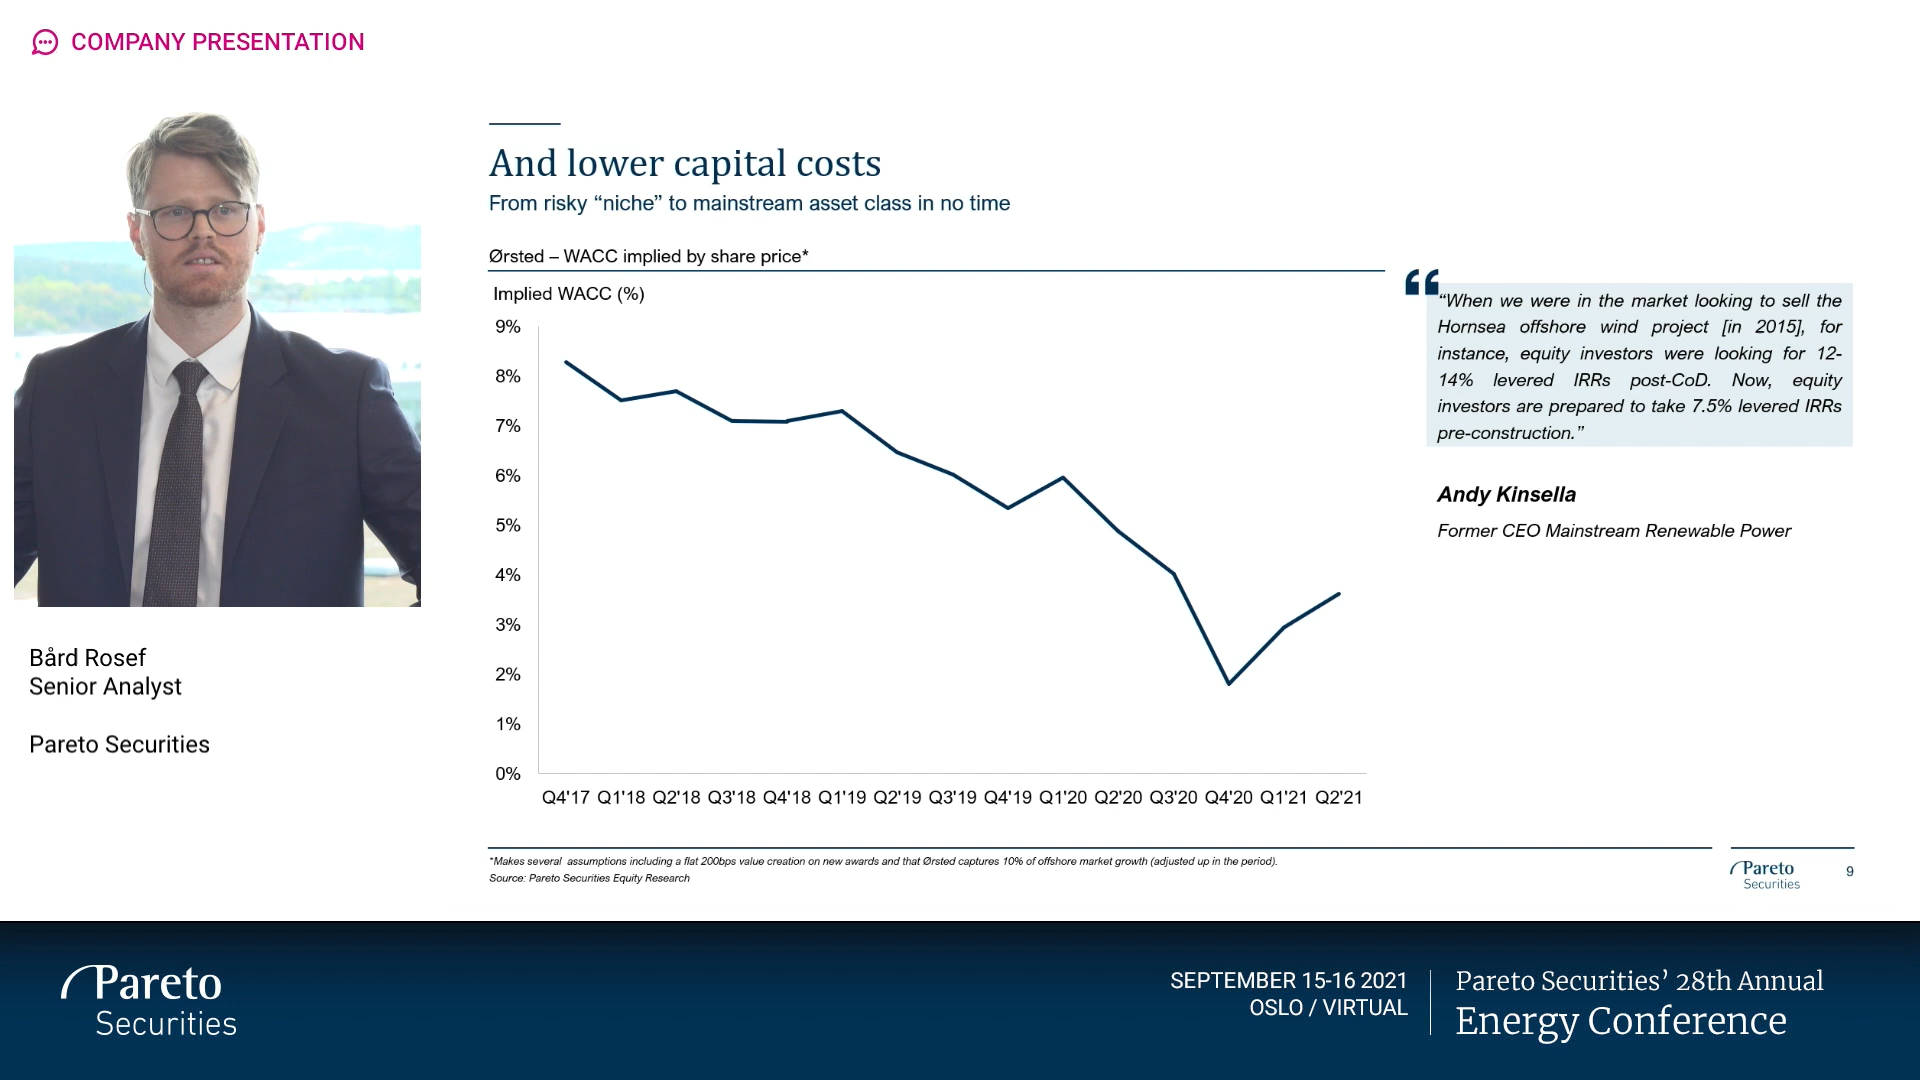 COMPANY PRESENTATION
And lower capital costs
From risky “niche” to mainstream asset class in no time
Ørsted – WACC implied by share price*
Implied WACC (%)
9%
8%
7%
6%
5%
4%
3%
2%
1%
0%
Q4'17 Q1'18 Q2'18 Q3'18 Q4'18 Q1'19 Q2'19 Q3'19 Q4'19 Q1'20 Q2'20 Q3'20 Q4'20 Q1'21 Q2'21
“When we were in the market looking to sell the
Hornsea offshore wind project [in 2015], for
instance, equity investors were looking for 12-
14% levered IRRs post-CoD. Now, equity
investors are prepared to take 7.5% levered IRRs
pre-construction.”
Andy Kinsella
Former CEO Mainstream Renewable Power
Bård Rosef
Senior Analyst
Pareto Securities
*Makes several assumptions including a flat 200bps value creation on new awards and that Ørsted captures 10% of offshore market growth (adjusted up in the period).
Source: Pareto Securities Equity Research
Pareto
Securities
9
Pareto
Securities
SEPTEMBER 15-16 2021
OSLO / VIRTUAL
Pareto Securities’ 28th Annual
Energy Conference